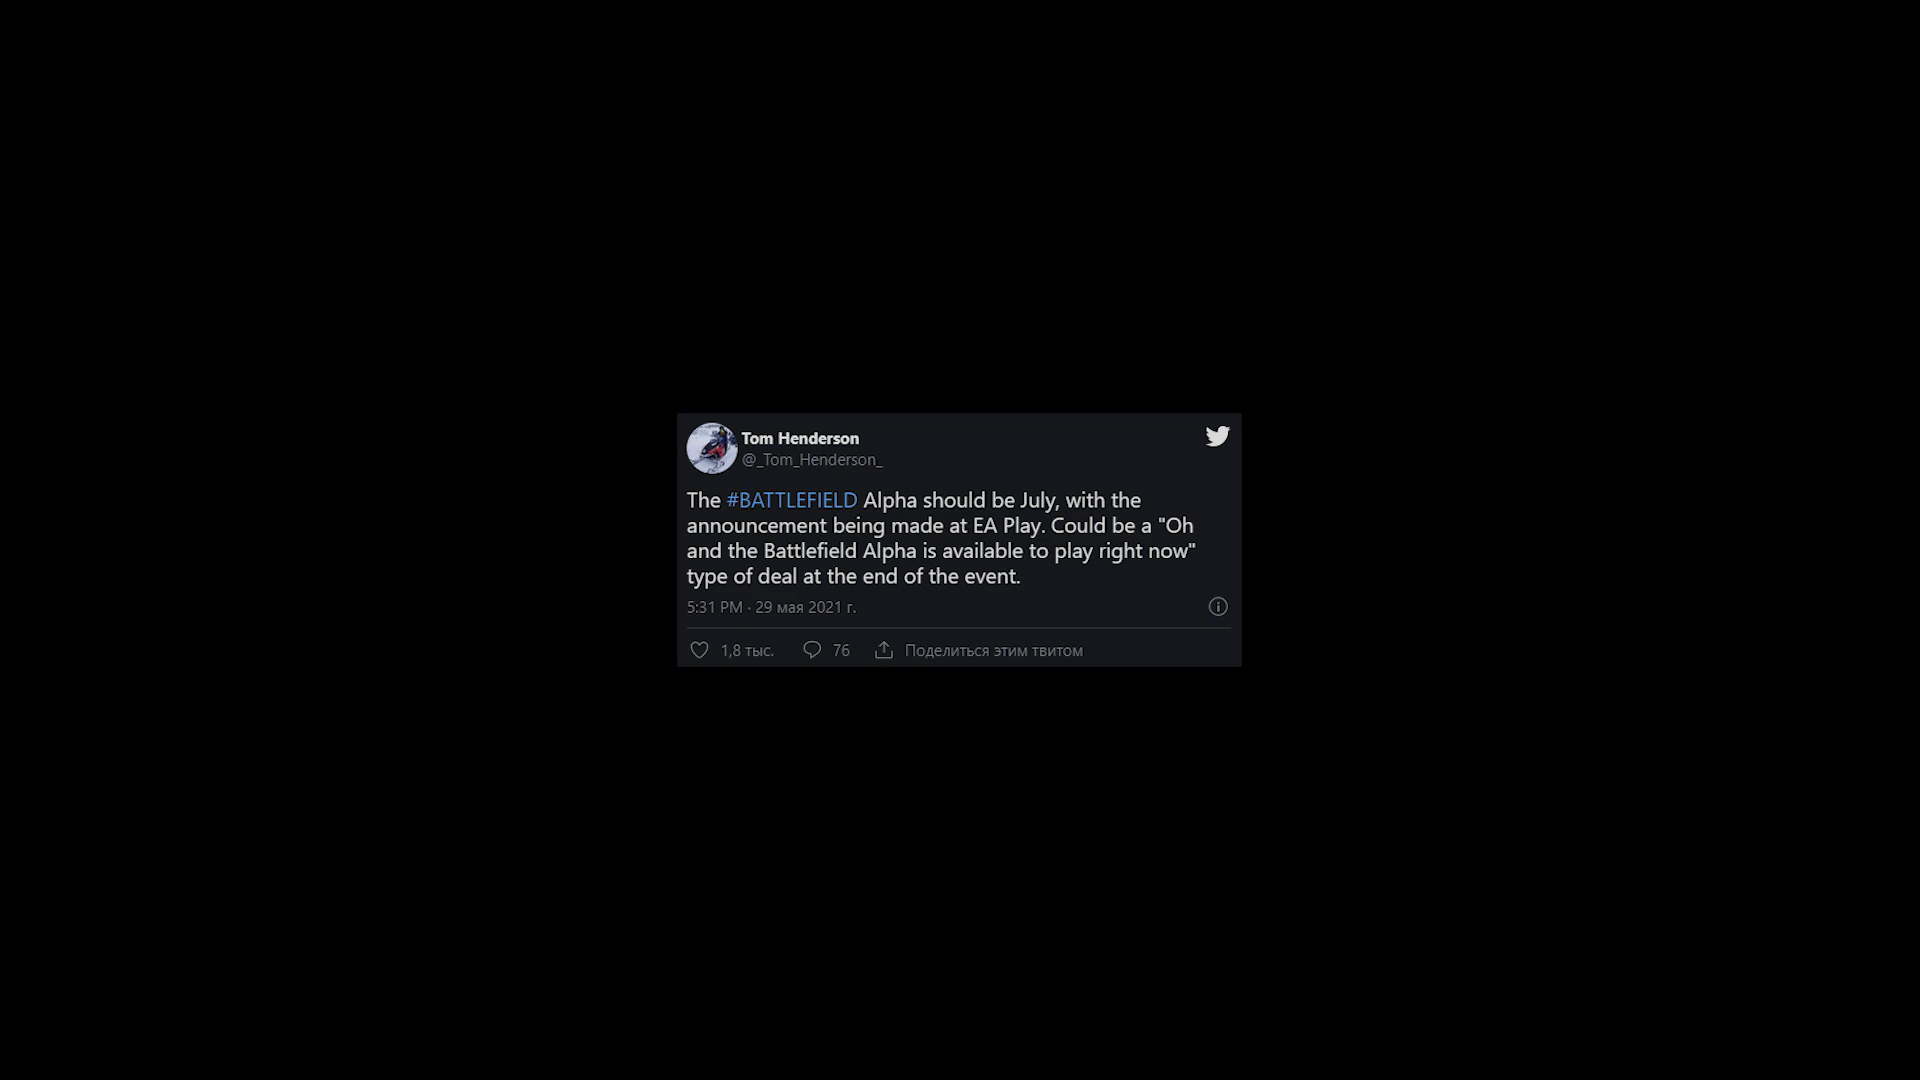 Tom Henderson
@_Tom_Henderson_
The #BATTLEFIELD Alpha should be July, with the
announcement being made at EA Play. Could be a "Oh
and the Battlefield Alpha is available to play right now"
type of deal at the end of the event.
5:31 PM · 29 мая 2021 г.
1,8 тыс. 76 Поделиться этим твитом